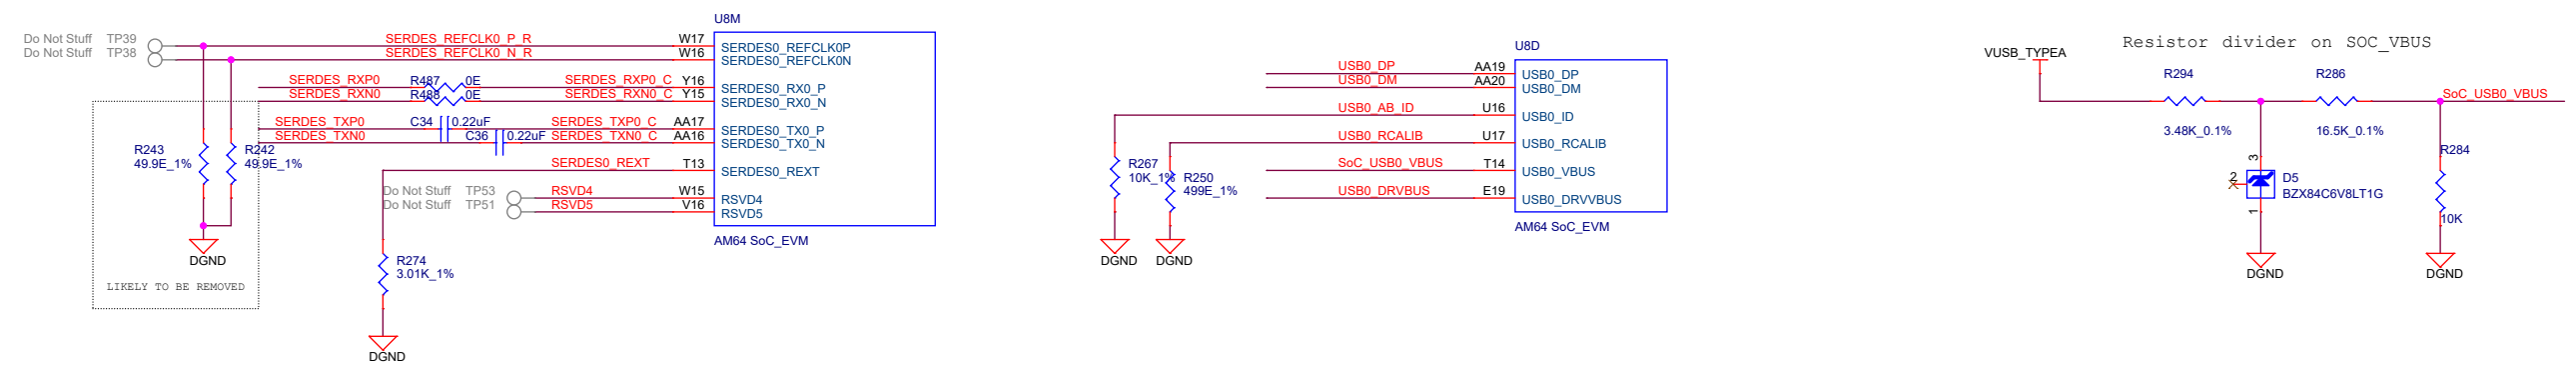 U8M
Do Not Stuff TP39
Do Not Stuff TP38
SERDES_REFCLK0_P_R W17 SERDES0_REFCLK0P
SERDES_REFCLK0_N_R W16 SERDES0_REFCLK0N
SERDES_RXP0 R487 0E SERDES_RXP0_C Y16 SERDES0_RX0_P
SERDES_RXN0 R488 0E SERDES_RXN0_C Y15 SERDES0_RX0_N
SERDES_TXP0 C34 0.22uF SERDES_TXP0_C AA17 SERDES0_TX0_P
SERDES_TXN0 C36 0.22uF SERDES_TXN0_C AA16 SERDES0_TX0_N
R243
49.9E_1%
R242
49.9E_1%
SERDES0_REXT T13 SERDES0_REXT
Do Not Stuff TP53 RSVD4 W15 RSVD4
Do Not Stuff TP51 RSVD5 V16 RSVD5
AM64 SoC_EVM
DGND
R274
3.01K_1%
LIKELY TO BE REMOVED
DGND
U8D
USB0_DP AA19 USB0_DP
USB0_DM AA20 USB0_DM
USB0_AB_ID U16 USB0_ID
USB0_RCALIB U17 USB0_RCALIB
SoC_USB0_VBUS T14 USB0_VBUS
USB0_DRVBUS E19 USB0_DRVVBUS
R267
10K_1%
R250
499E_1%
AM64 SoC_EVM
DGND
DGND
Resistor divider on SOC_VBUS
VUSB_TYPEA
R294
3.48K_0.1%
R286
16.5K_0.1%
SoC_USB0_VBUS
R284
10K
3
2
1
D5
BZX84C6V8LT1G
DGND
DGND